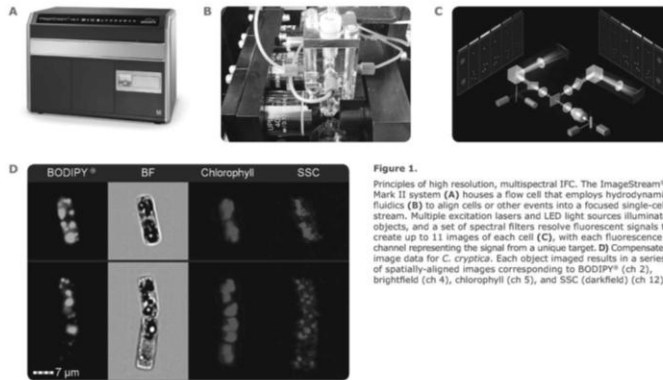 A
B
C
D
BODIPY ®
BF
Chlorophyll
SSC
7 µm
Figure 1.
Principles of high resolution, multispectral IFC. The ImageStream®
Mark II system (A) houses a flow cell that employs hydrodynami
fluidics (B) to align cells or other events into a focused single-cel
stream. Multiple excitation lasers and LED light sources illuminat
objects, and a set of spectral filters resolve fluorescent signals t
create up to 11 images of each cell (C), with each fluorescence
channel representing the signal from a unique target. D) Compensate
image data for C. cryptica. Each object imaged results in a series
of spatially-aligned images corresponding to BODIPY® (ch 2),
brightfield (ch 4), chlorophyll (ch 5), and SSC (darkfield) (ch 12)